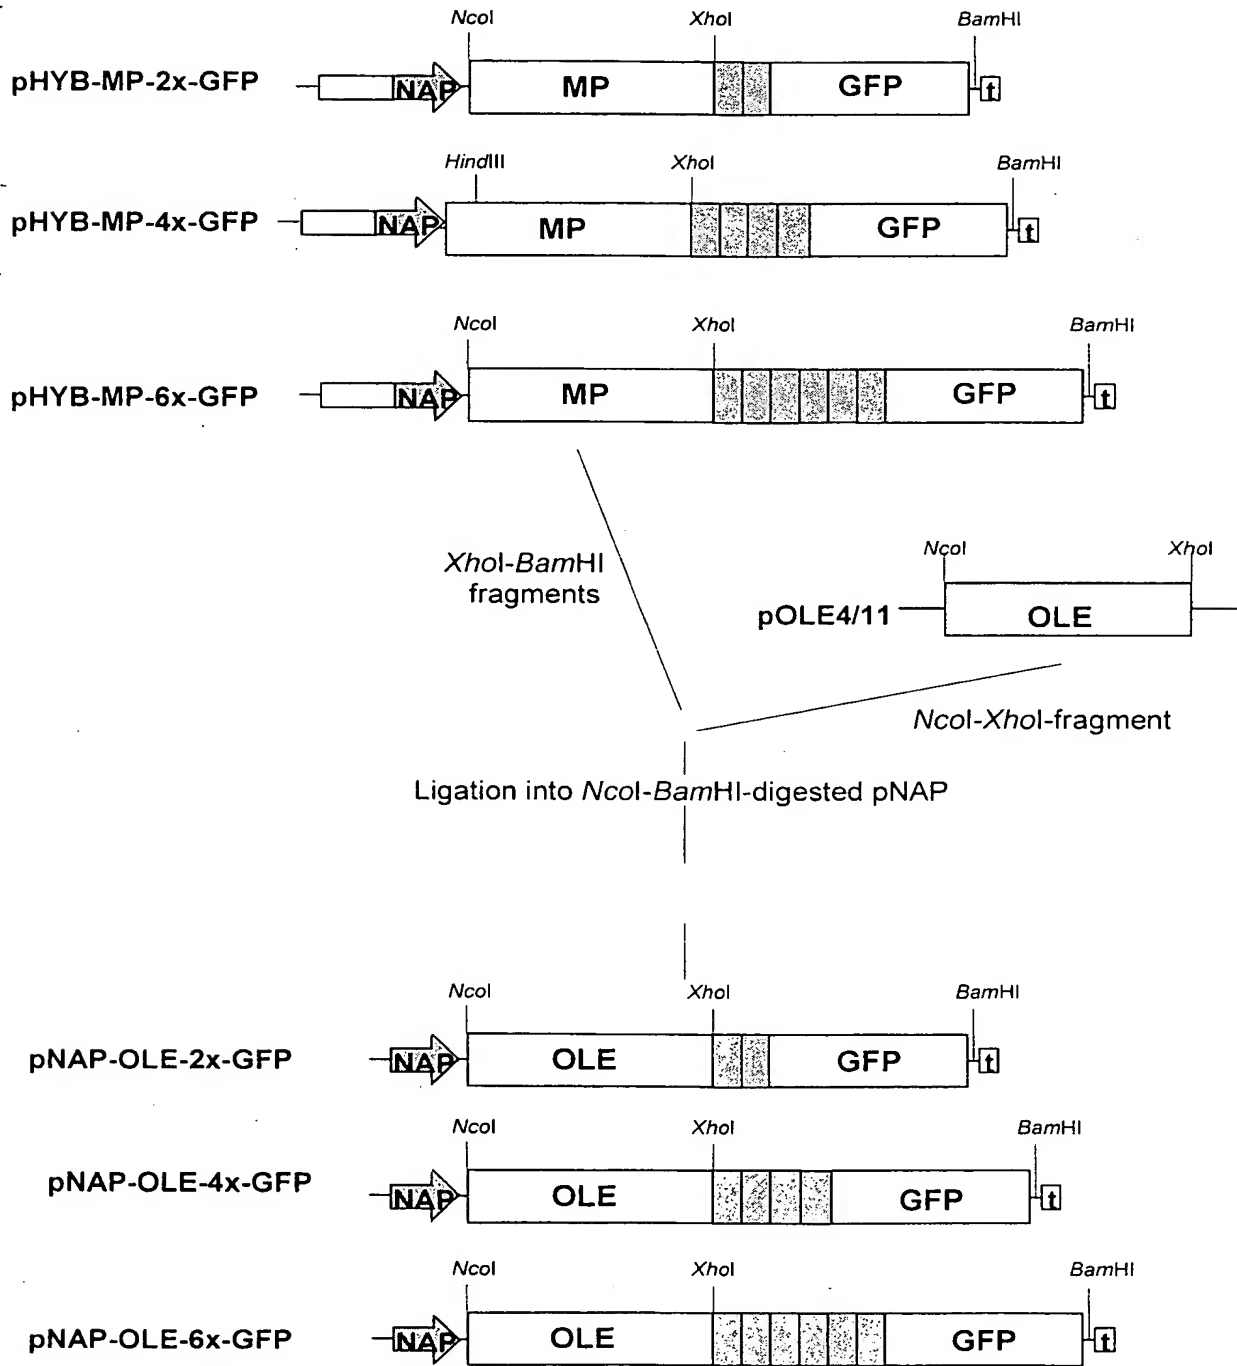 NcoI XhoI BamHI
pHYB-MP-2x-GFP NAP MP GFP t
HindIII XhoI BamHI
pHYB-MP-4x-GFP NAP MP GFP t
NcoI XhoI BamHI
pHYB-MP-6x-GFP NAP MP GFP t
XhoI-BamHI
fragments
NcoI XhoI
pOLE4/11 OLE
NcoI-XhoI-fragment
Ligation into NcoI-BamHI-digested pNAP
NcoI XhoI BamHI
pNAP-OLE-2x-GFP NAP OLE GFP t
NcoI XhoI BamHI
pNAP-OLE-4x-GFP NAP OLE GFP t
NcoI XhoI BamHI
pNAP-OLE-6x-GFP NAP OLE GFP t